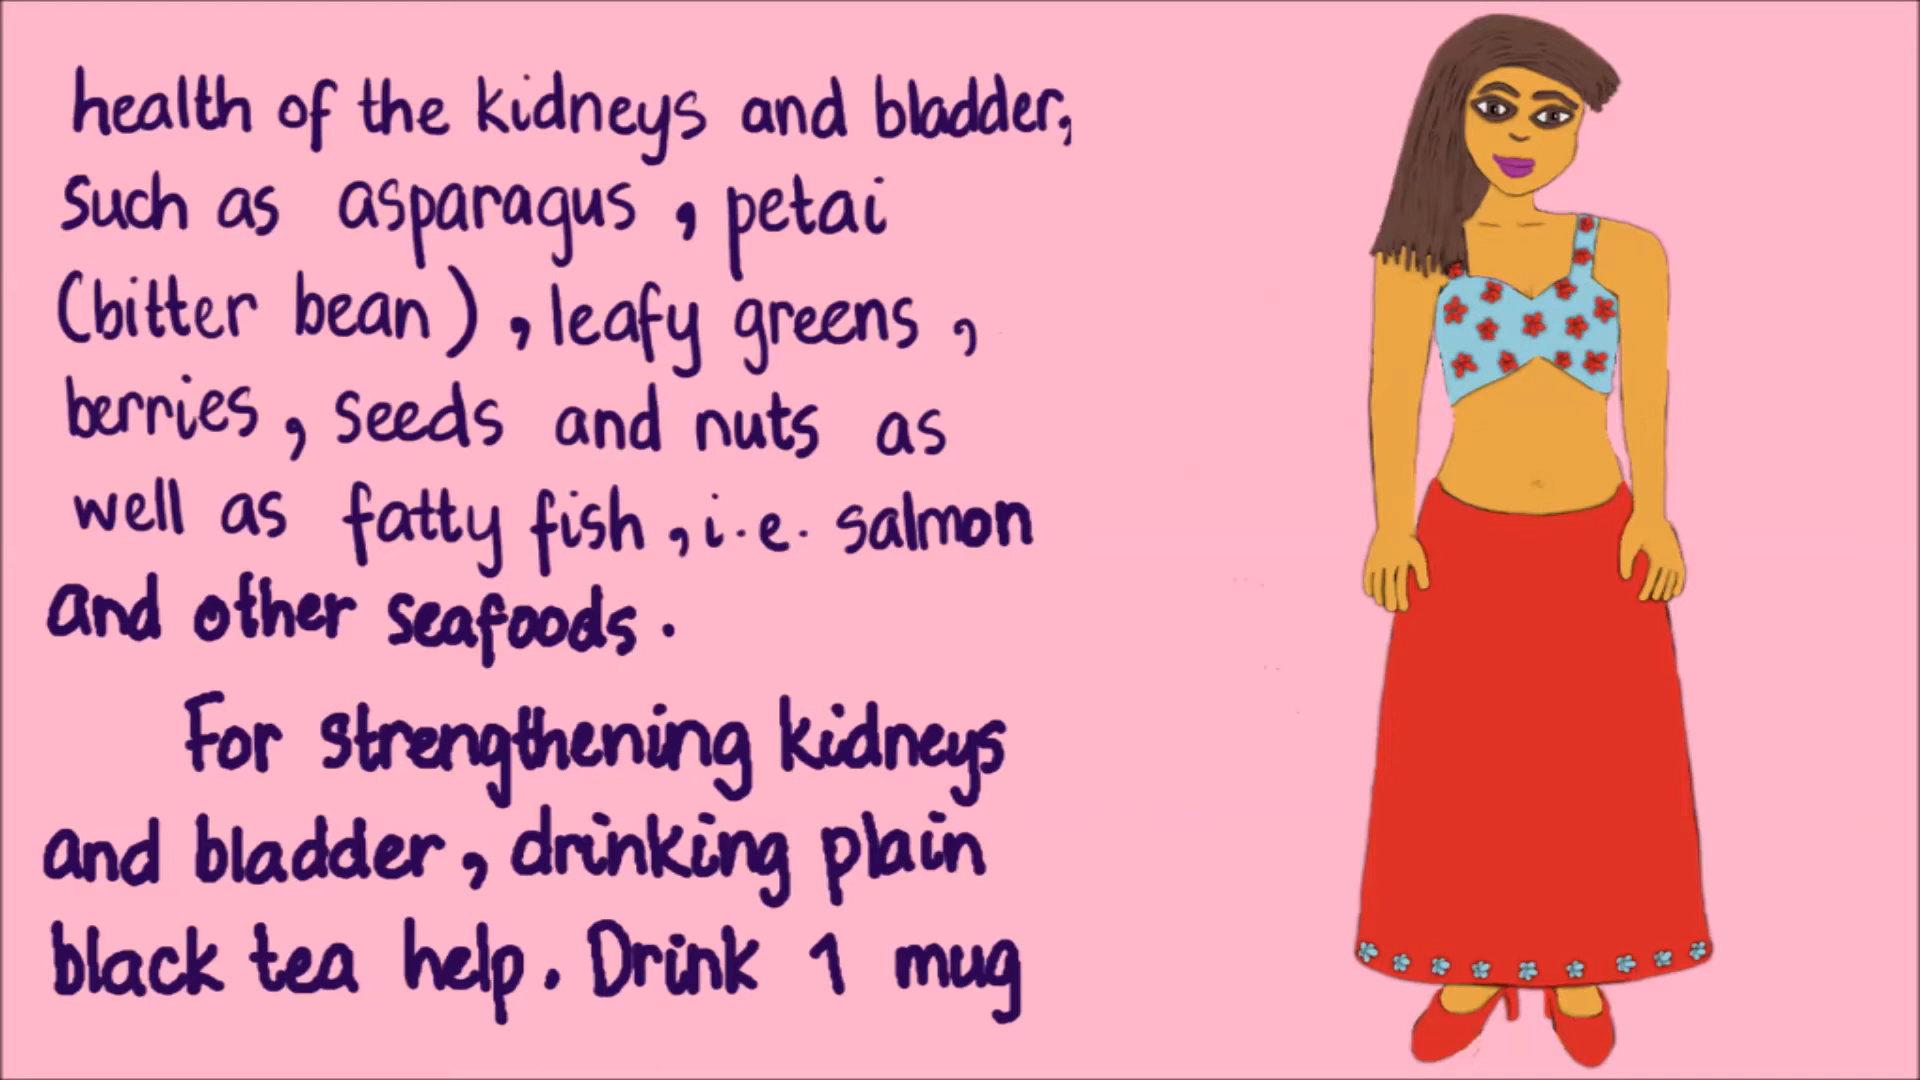 health of the kidneys and bladder,
such as asparagus, petai
(bitter bean), leafy greens,
berries, seeds and nuts as
well as fatty fish, i.e. salmon
and other seafoods.
For strengthening kidneys
and bladder, drinking plain
black tea help. Drink 1 mug